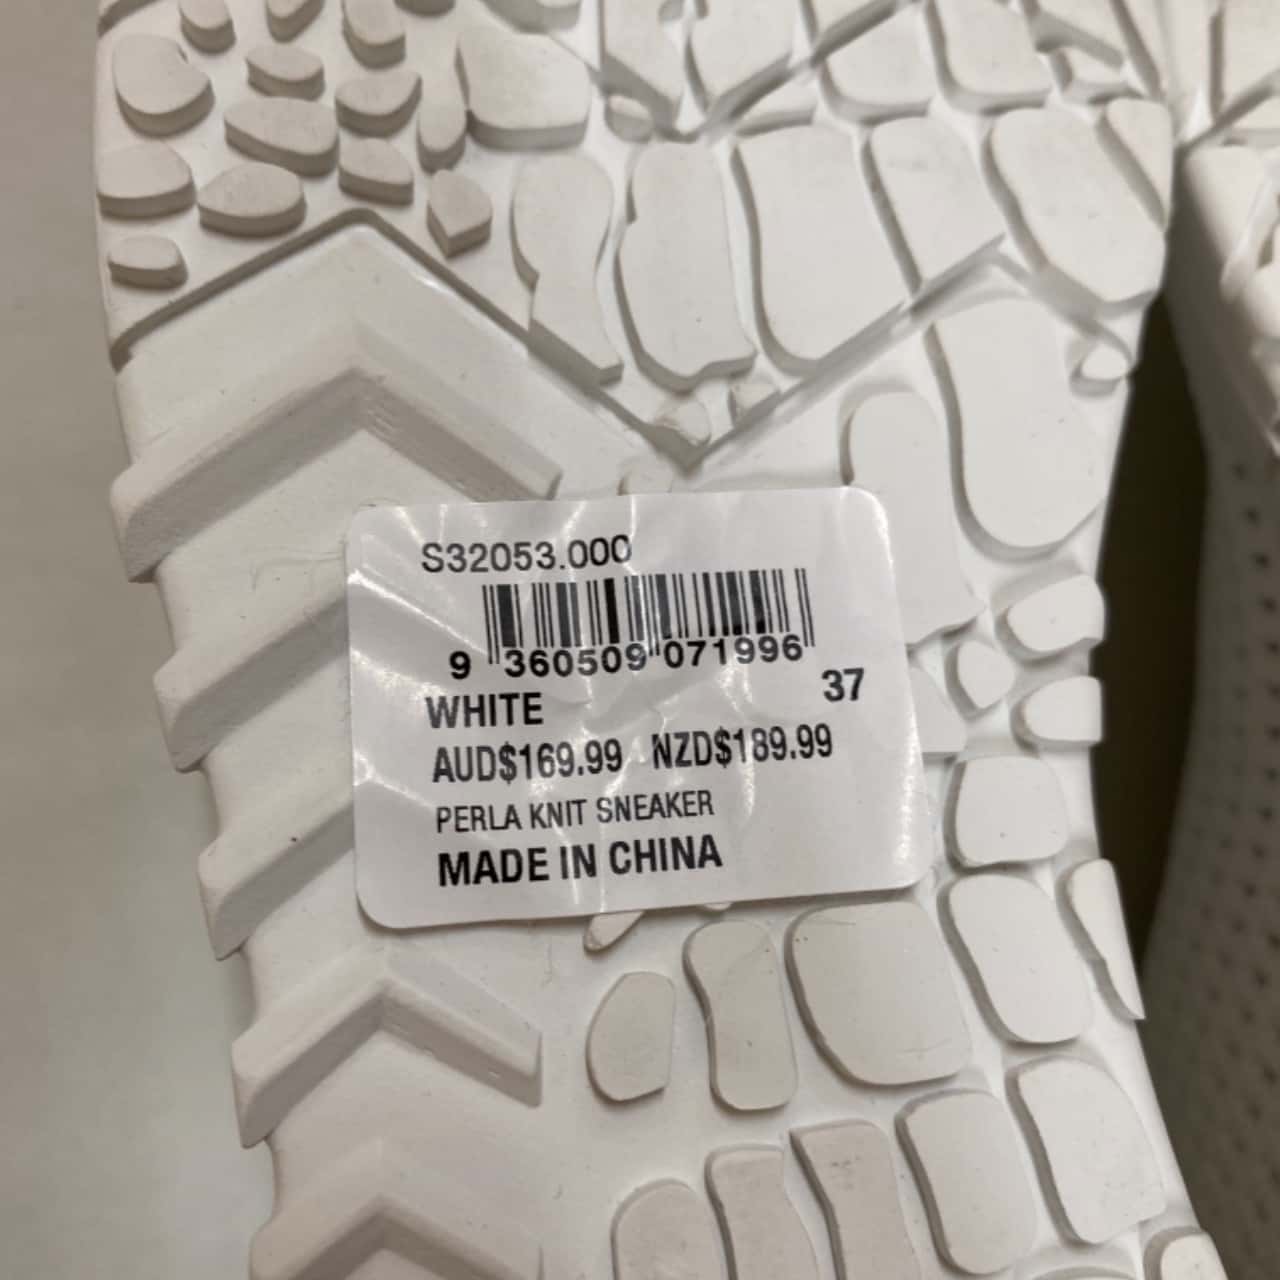 S32053.000
9 360509 071996
WHITE 37
AUD$169.99 NZD$189.99
PERLA KNIT SNEAKER
MADE IN CHINA